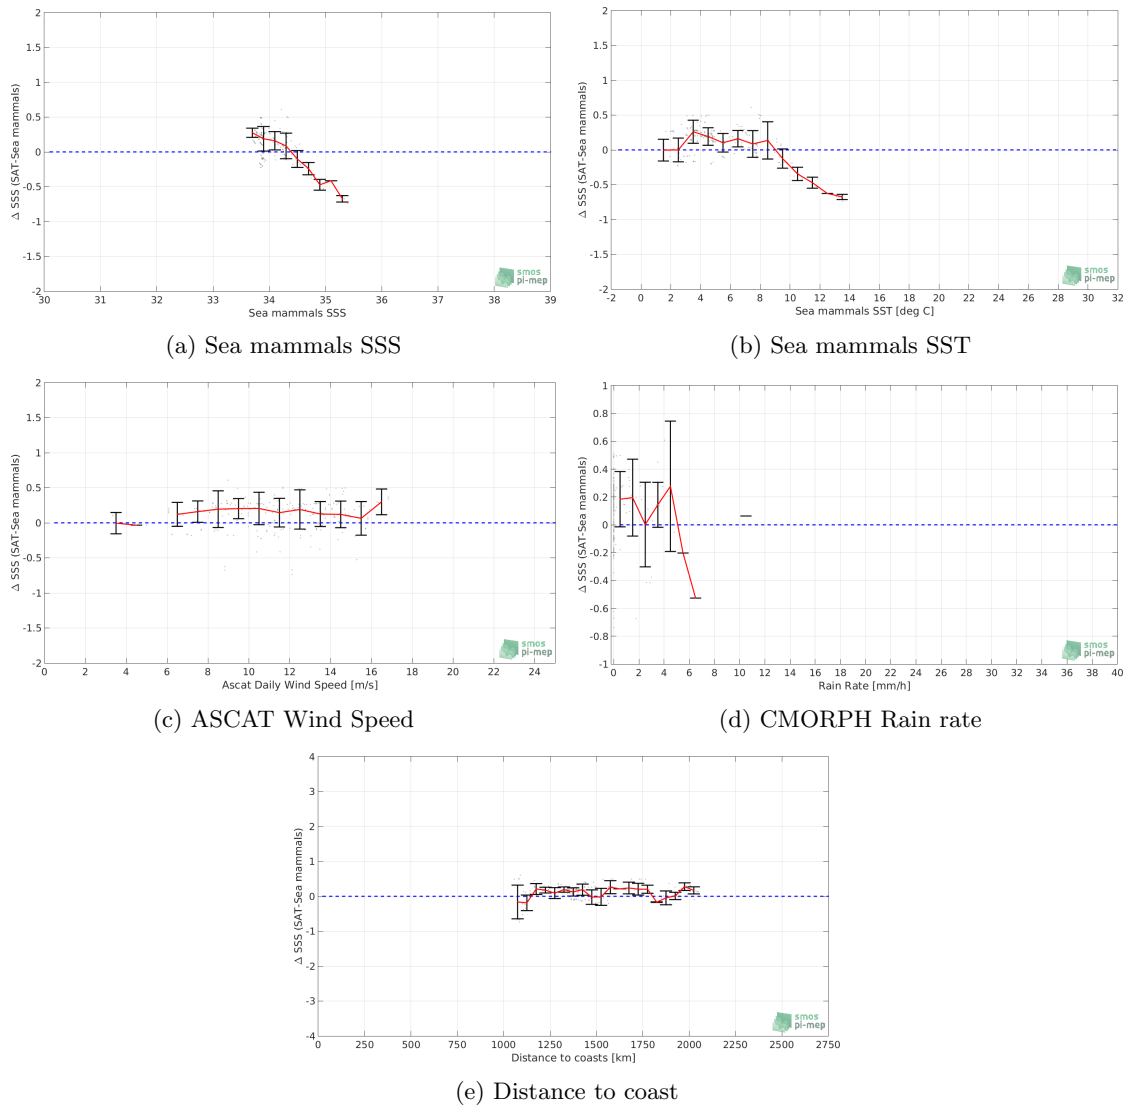 2
1.5
1
0.5
0
-0.5
-1
-1.5
-2
Δ SSS (SAT-Sea mammals)
30 31 32 33 34 35 36 37 38 39
Sea mammals SSS
smos
pi-mep
(a) Sea mammals SSS
2
1.5
1
0.5
0
-0.5
-1
-1.5
-2
Δ SSS (SAT-Sea mammals)
-2 0 2 4 6 8 10 12 14 16 18 20 22 24 26 28 30 32
Sea mammals SST [deg C]
smos
pi-mep
(b) Sea mammals SST
2
1.5
1
0.5
0
-0.5
-1
-1.5
-2
Δ SSS (SAT-Sea mammals)
0 2 4 6 8 10 12 14 16 18 20 22 24
Ascat Daily Wind Speed [m/s]
smos
pi-mep
(c) ASCAT Wind Speed
1
0.8
0.6
0.4
0.2
0
-0.2
-0.4
-0.6
-0.8
-1
Δ SSS (SAT-Sea mammals)
0 2 4 6 8 10 12 14 16 18 20 22 24 26 28 30 32 34 36 38 40
Rain Rate [mm/h]
smos
pi-mep
(d) CMORPH Rain rate
4
3
2
1
0
-1
-2
-3
-4
Δ SSS (SAT-Sea mammals)
0 250 500 750 1000 1250 1500 1750 2000 2250 2500 2750
Distance to coasts [km]
smos
pi-mep
(e) Distance to coast